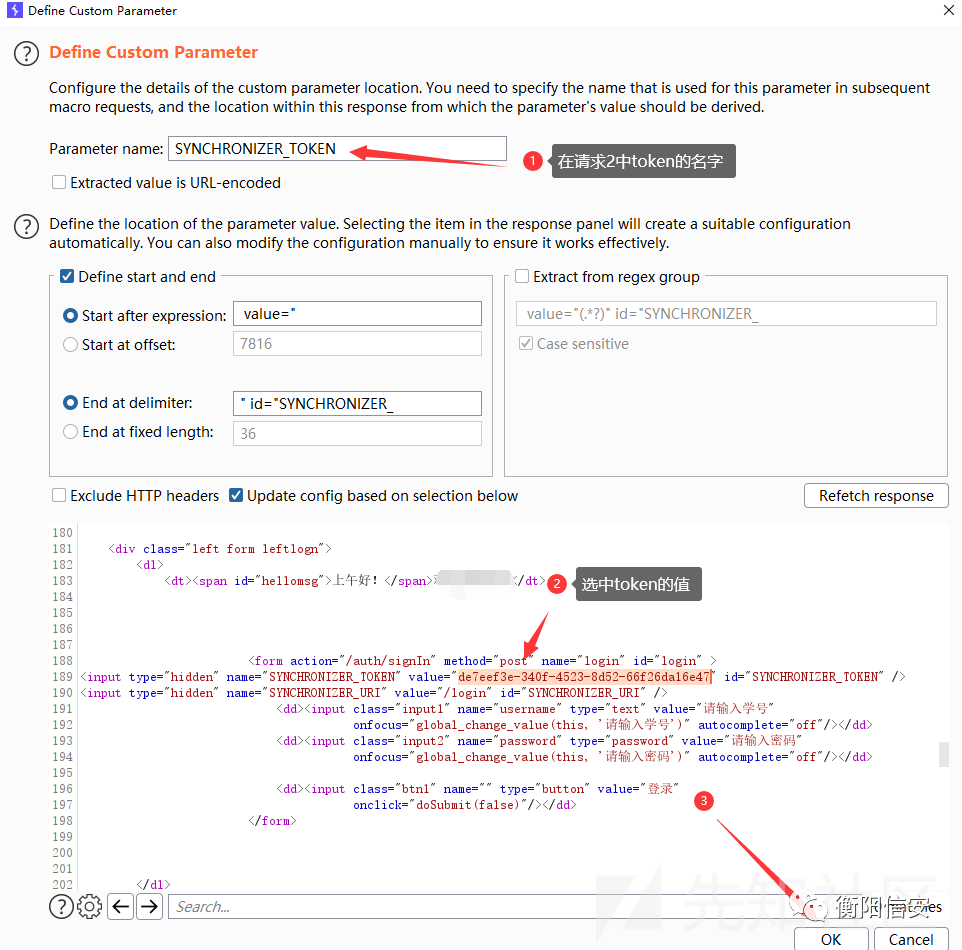 Define Custom Parameter
Define Custom Parameter
Configure the details of the custom parameter location. You need to specify the name that is used for this parameter in subsequent
macro requests, and the location within this response from which the parameter's value should be derived.
Parameter name: SYNCHRONIZER_TOKEN
1 在请求2中token的名字
Extracted value is URL-encoded
Define the location of the parameter value. Selecting the item in the response panel will create a suitable configuration
automatically. You can also modify the configuration manually to ensure it works effectively.
Define start and end
Start after expression: value="
Start at offset: 7816
End at delimiter: " id="SYNCHRONIZER_
End at fixed length: 36
Extract from regex group
value="(.*?)" id="SYNCHRONIZER_
Case sensitive
Exclude HTTP headers Update config based on selection below Refetch response
180
181 <div class="left form leftlogn">
182 <dl>
183 <dt><span id="hellomsg">上午好! </span> </dt>
2 选中token的值
184
185
186
187
188 <form action="/auth/signIn" method="post" name="login" id="login" >
189 <input type="hidden" name="SYNCHRONIZER_TOKEN" value="de7eef3e-340f-4523-8d52-66f26da16e47" id="SYNCHRONIZER_TOKEN" />
190 <input type="hidden" name="SYNCHRONIZER_URI" value="/login" id="SYNCHRONIZER_URI" />
191 <dd><input class="input1" name="username" type="text" value="请输入学号"
192 onfocus="global_change_value(this, '请输入学号')" autocomplete="off"/></dd>
193 <dd><input class="input2" name="password" type="password" value="请输入密码"
194 onfocus="global_change_value(this, '请输入密码')" autocomplete="off"/></dd>
195
196 <dd><input class="btn1" name="" type="button" value="登录"
197 onclick="doSubmit(false)"/></dd>
3
198 </form>
199
200
201
202 </dl>
Search...
先知社区
衡阳信安
OK Cancel